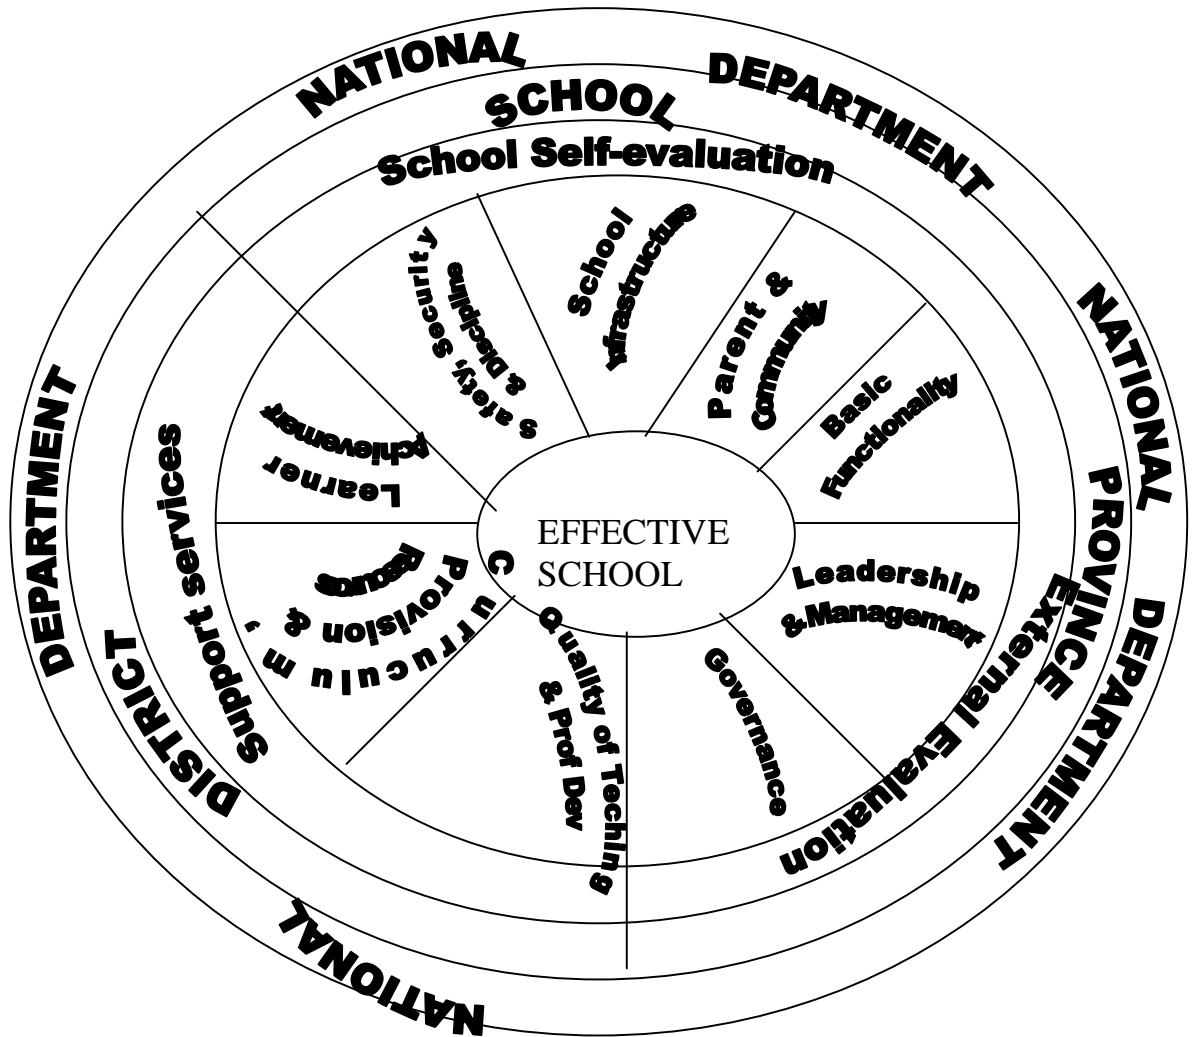 NATIONAL
DEPARTMENT
NATIONAL
DEPARTMENT
NATIONAL
DEPARTMENT
SCHOOL
PROVINCE
DISTRICT
School Self-evaluation
External Evaluation
Support services
School
Infrastructure
Parent &
Community
Basic
Functionality
Leadership
& Management
Governance
Quality of Teching
& Prof Dev
Curriculum ,
Provision &
Resources
Learner
Achievement
Safety, Security
& Discipline
EFFECTIVE
SCHOOL